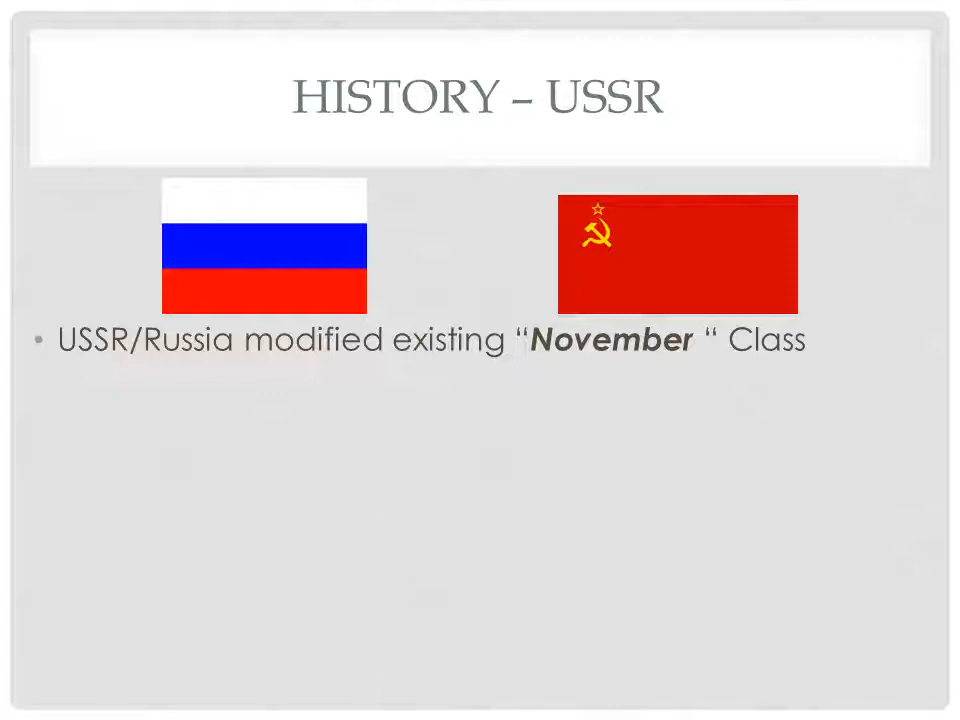 HISTORY – USSR
• USSR/Russia modified existing “November “ Class